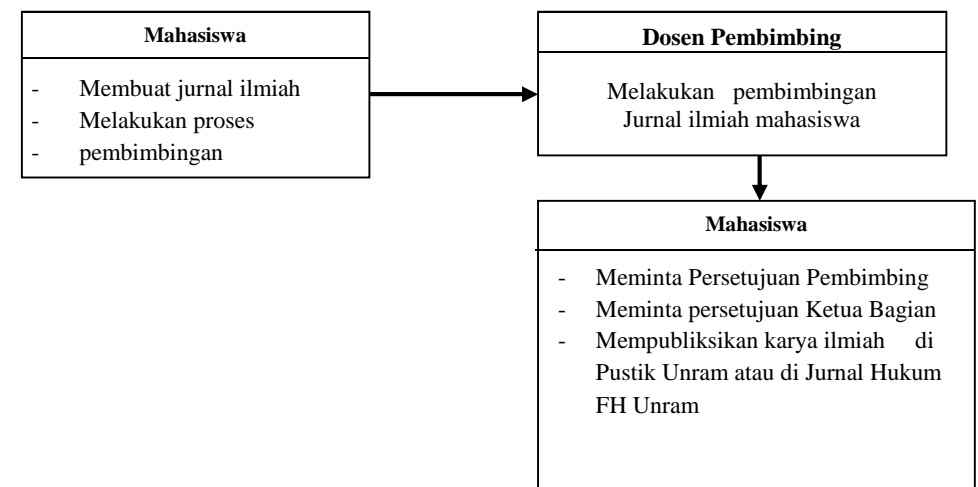 Mahasiswa
- Membuat jurnal ilmiah
- Melakukan proses
- pembimbingan
Dosen Pembimbing
Melakukan pembimbingan
Jurnal ilmiah mahasiswa
Mahasiswa
- Meminta Persetujuan Pembimbing
- Meminta persetujuan Ketua Bagian
- Mempubliksikan karya ilmiah di
Pustik Unram atau di Jurnal Hukum
FH Unram